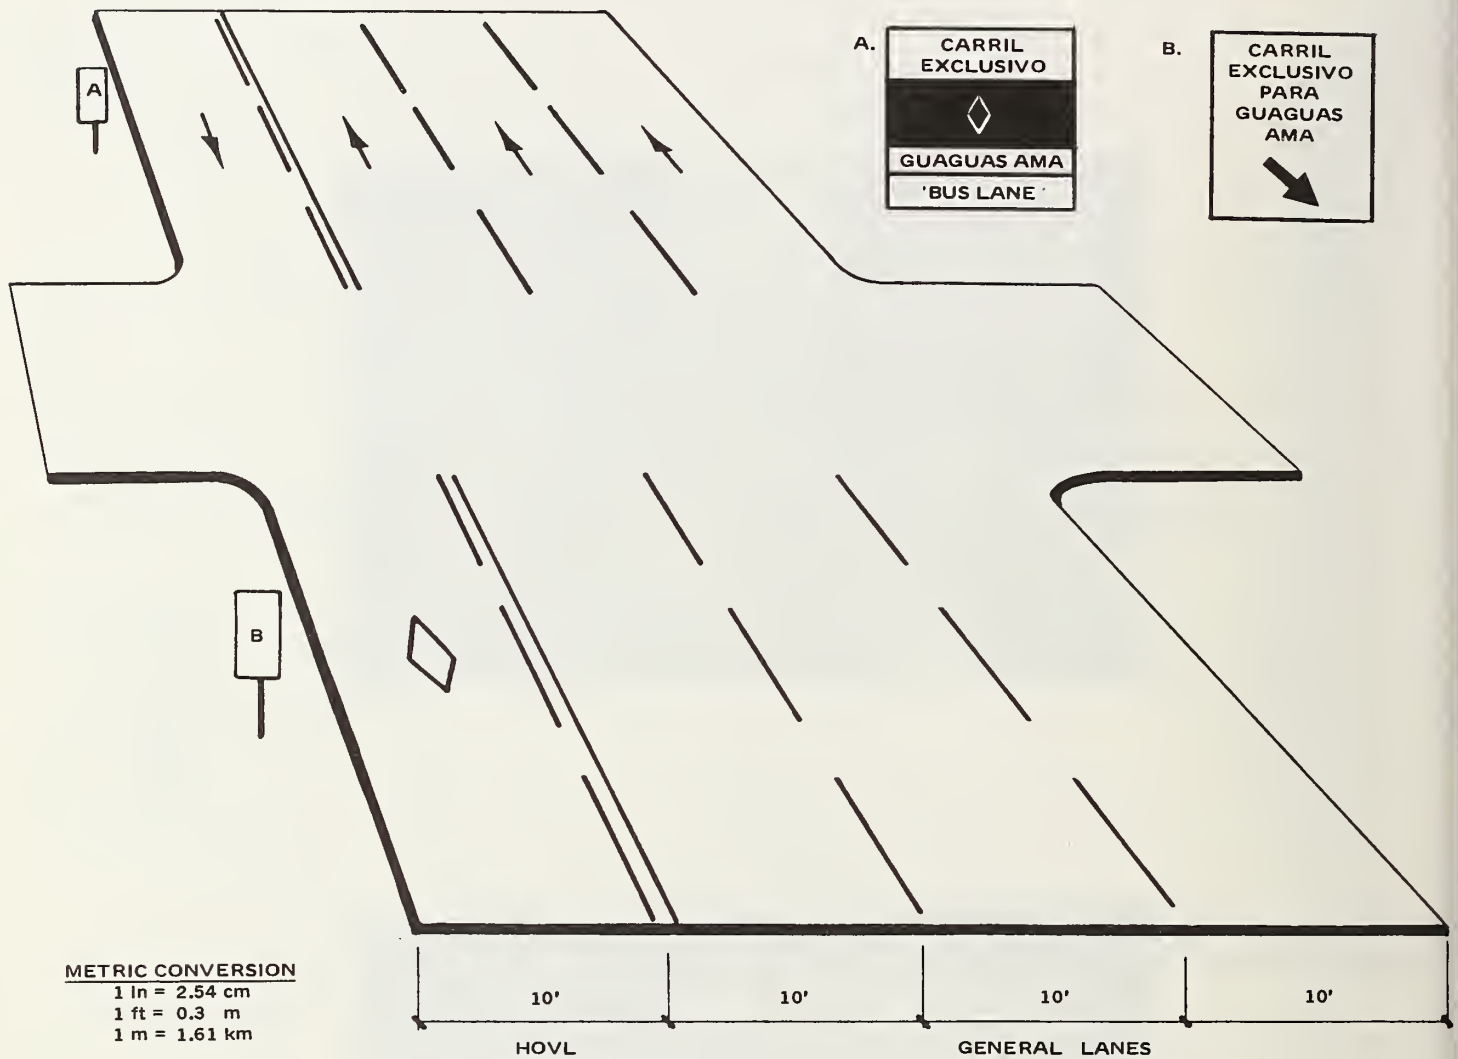 A.
CARRIL
EXCLUSIVO
GUAGUAS AMA
'BUS LANE'
B.
CARRIL
EXCLUSIVO
PARA
GUAGUAS
AMA
A
B
METRIC CONVERSION
1 In = 2.54 cm
1 ft = 0.3 m
1 m = 1.61 km
10' 10' 10' 10'
HOVL GENERAL LANES